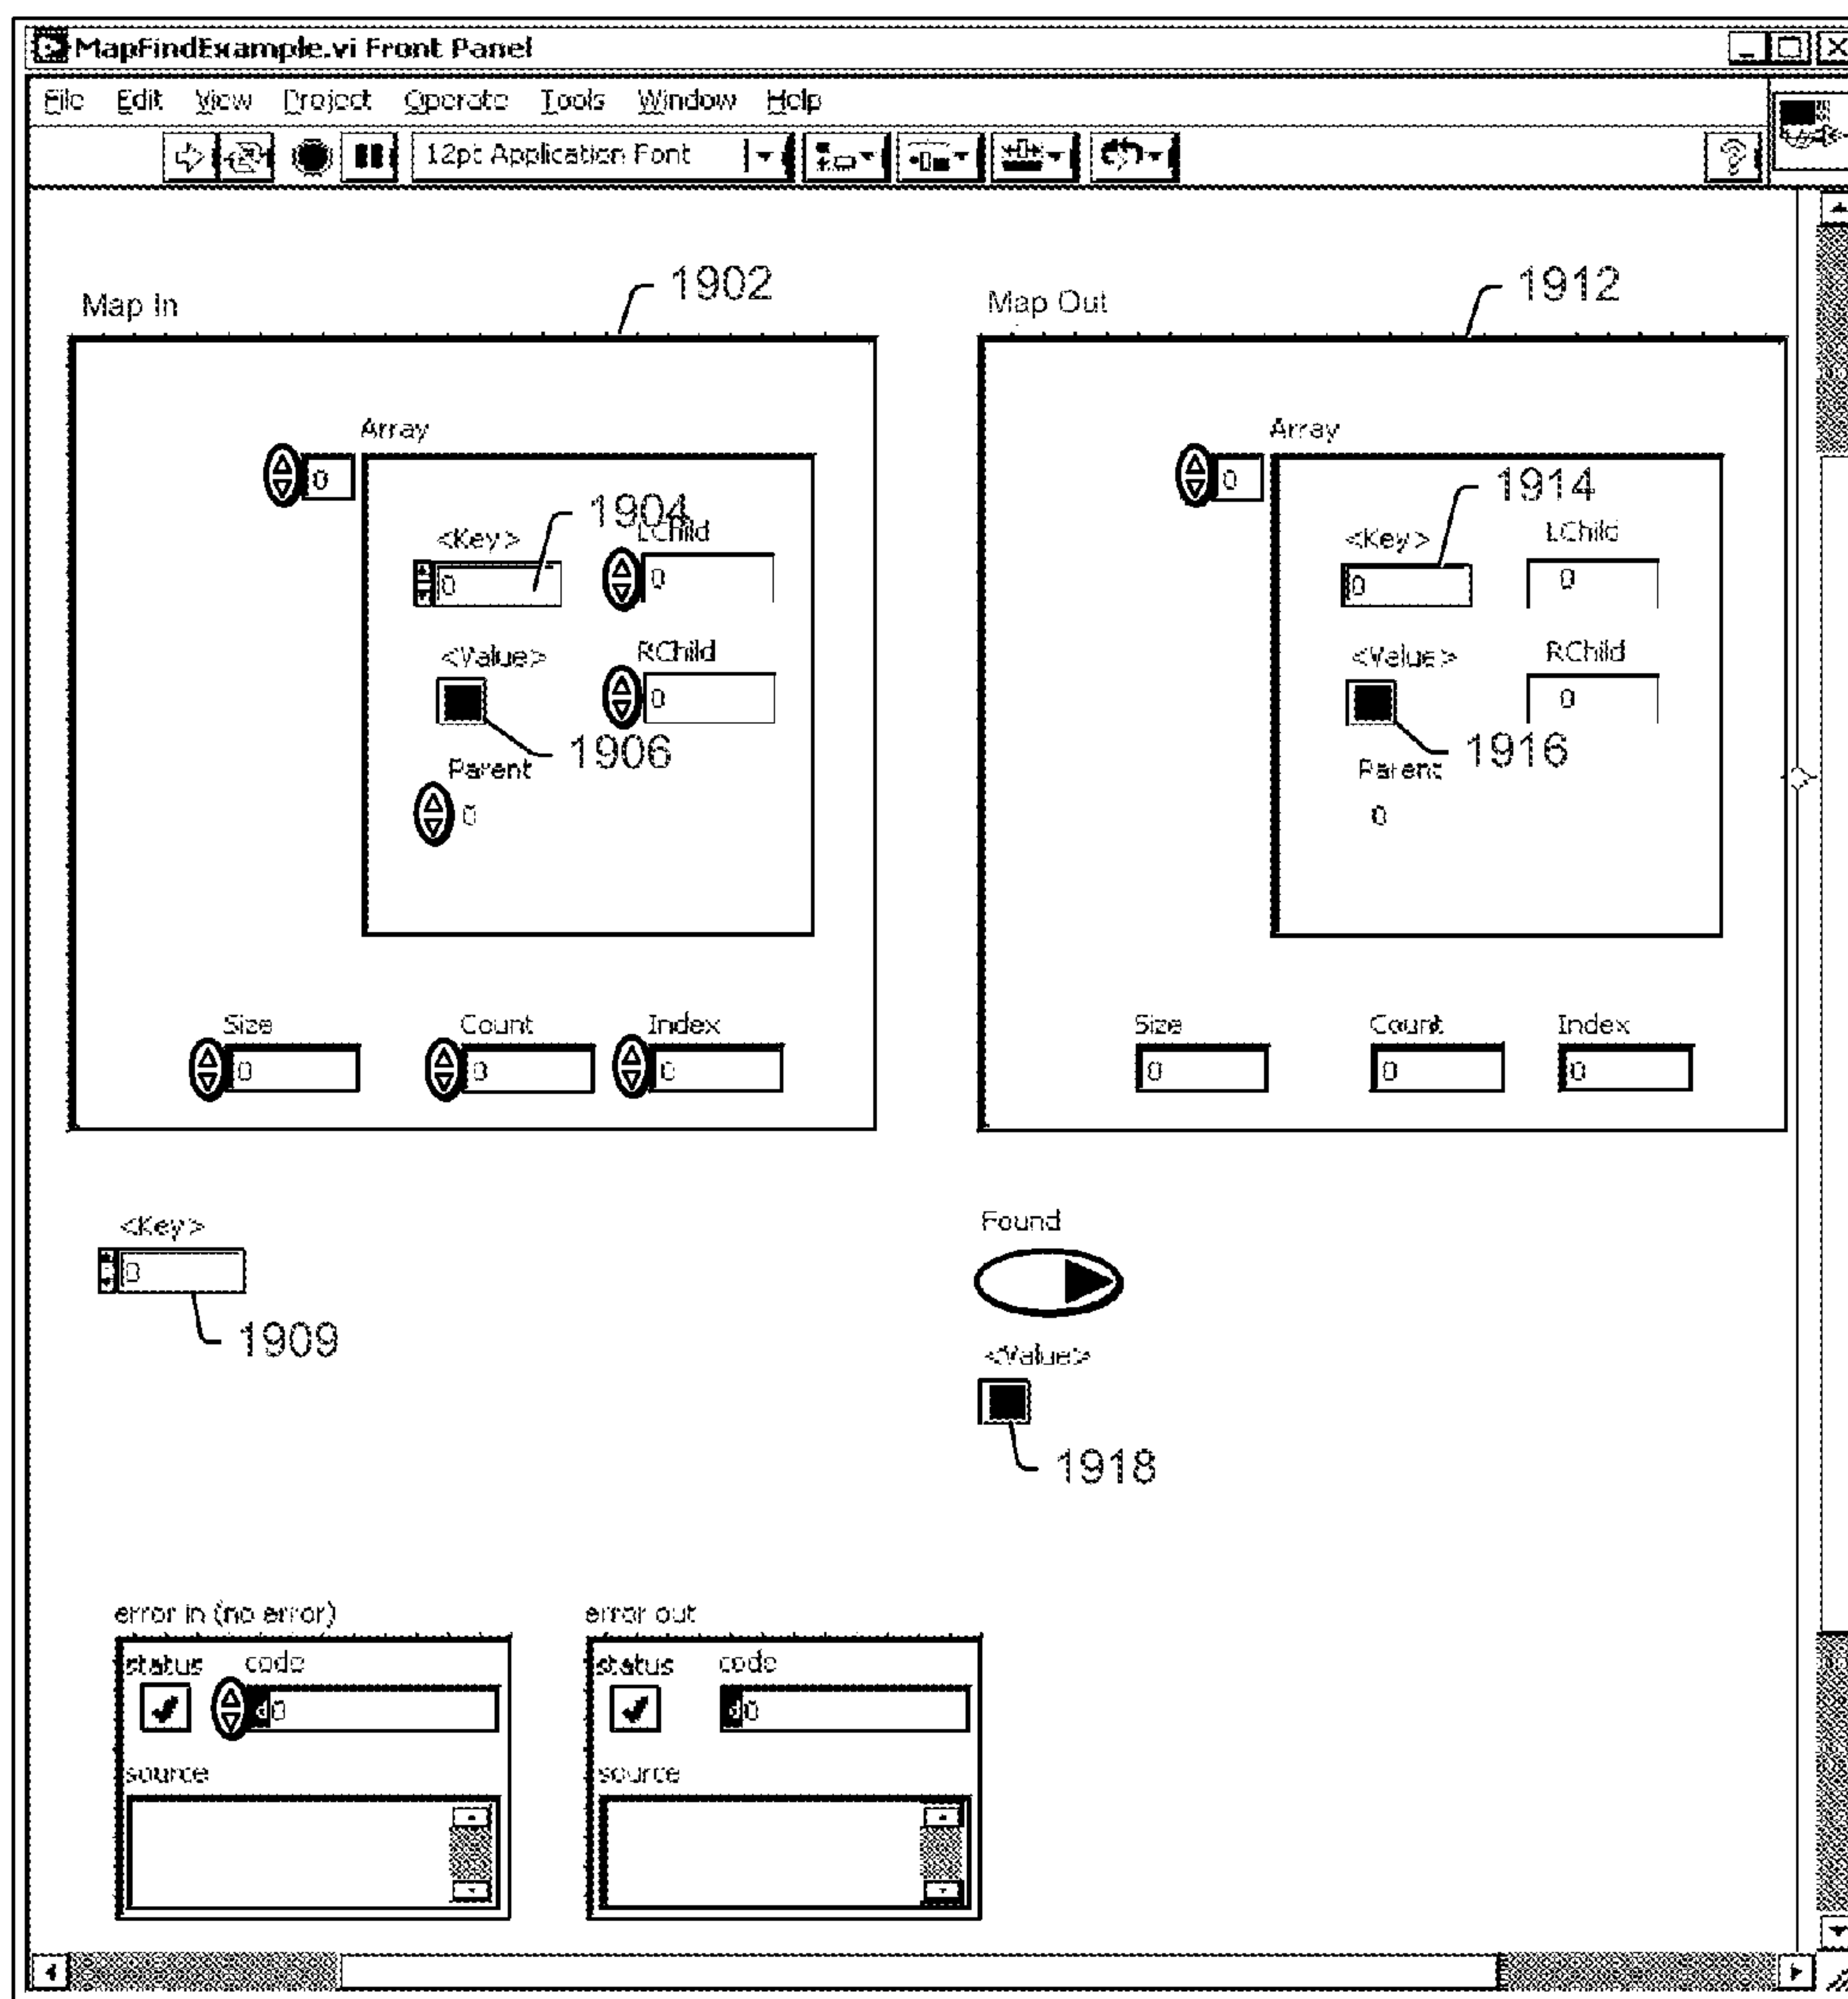 MapFindExample.vi Front Panel
File Edit View Project Operate Tools Window Help
12pt Application Font
Map In
1902
Map Out
1912
Array
0
Array
0
1904
<Key>
0
LChild
0
1914
<Key>
0
LChild
0
<Value>
RChild
0
1906
Parent
0
<Value>
RChild
0
1916
Parent
0
Size
0
Count
0
Index
0
Size
0
Count
0
Index
0
<Key>
0
1909
Found
<Value>
1918
error in (no error)
status code
d0
source
error out
status code
d0
source